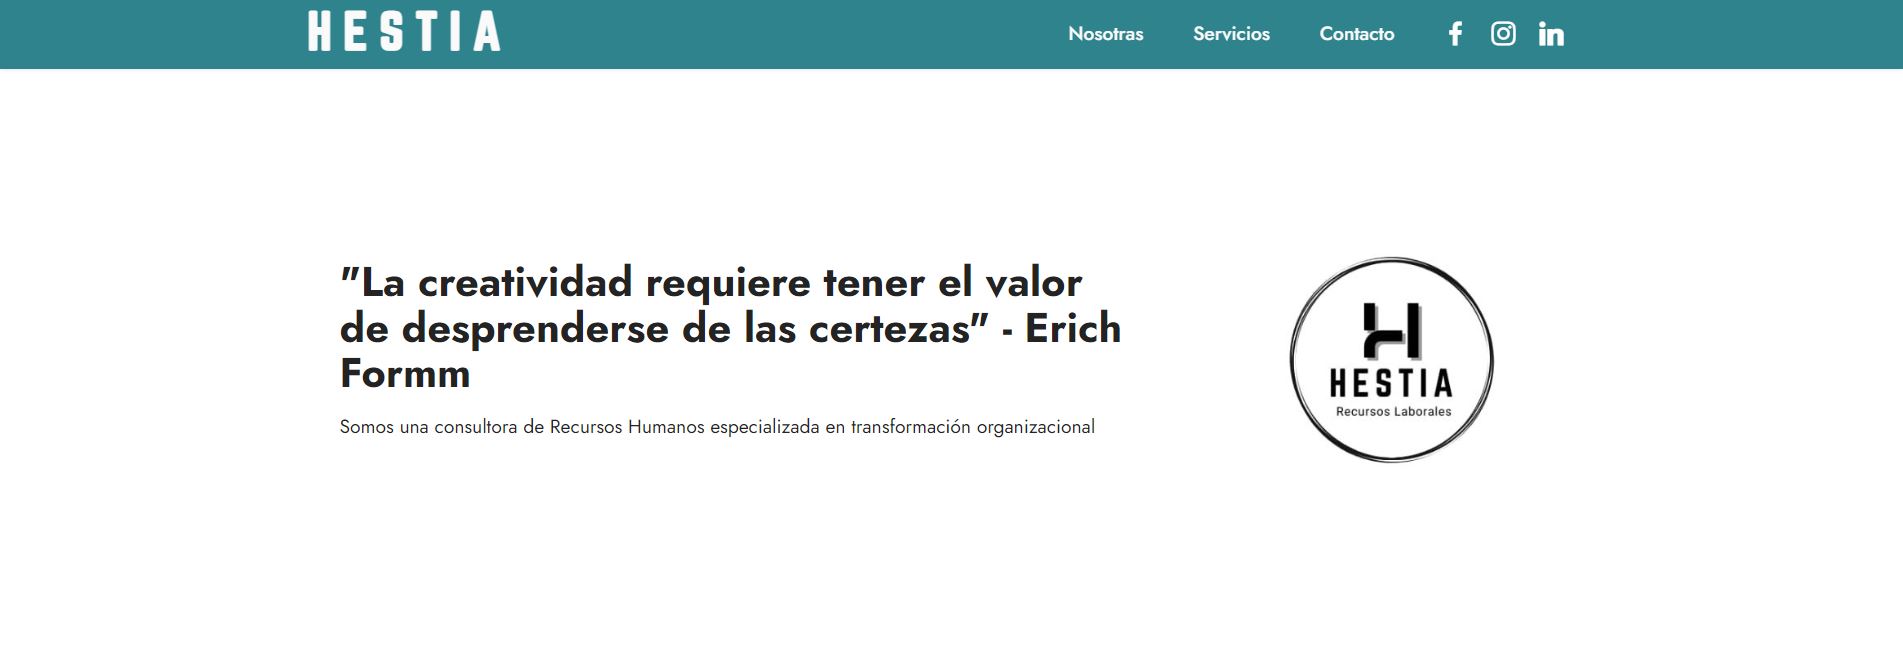 HESTIA
Nosotras
Servicios
Contacto
"La creatividad requiere tener el valor
de desprenderse de las certezas" - Erich
Formm
Somos una consultora de Recursos Humanos especializada en transformación organizacional
H
HESTIA
Recursos Laborales